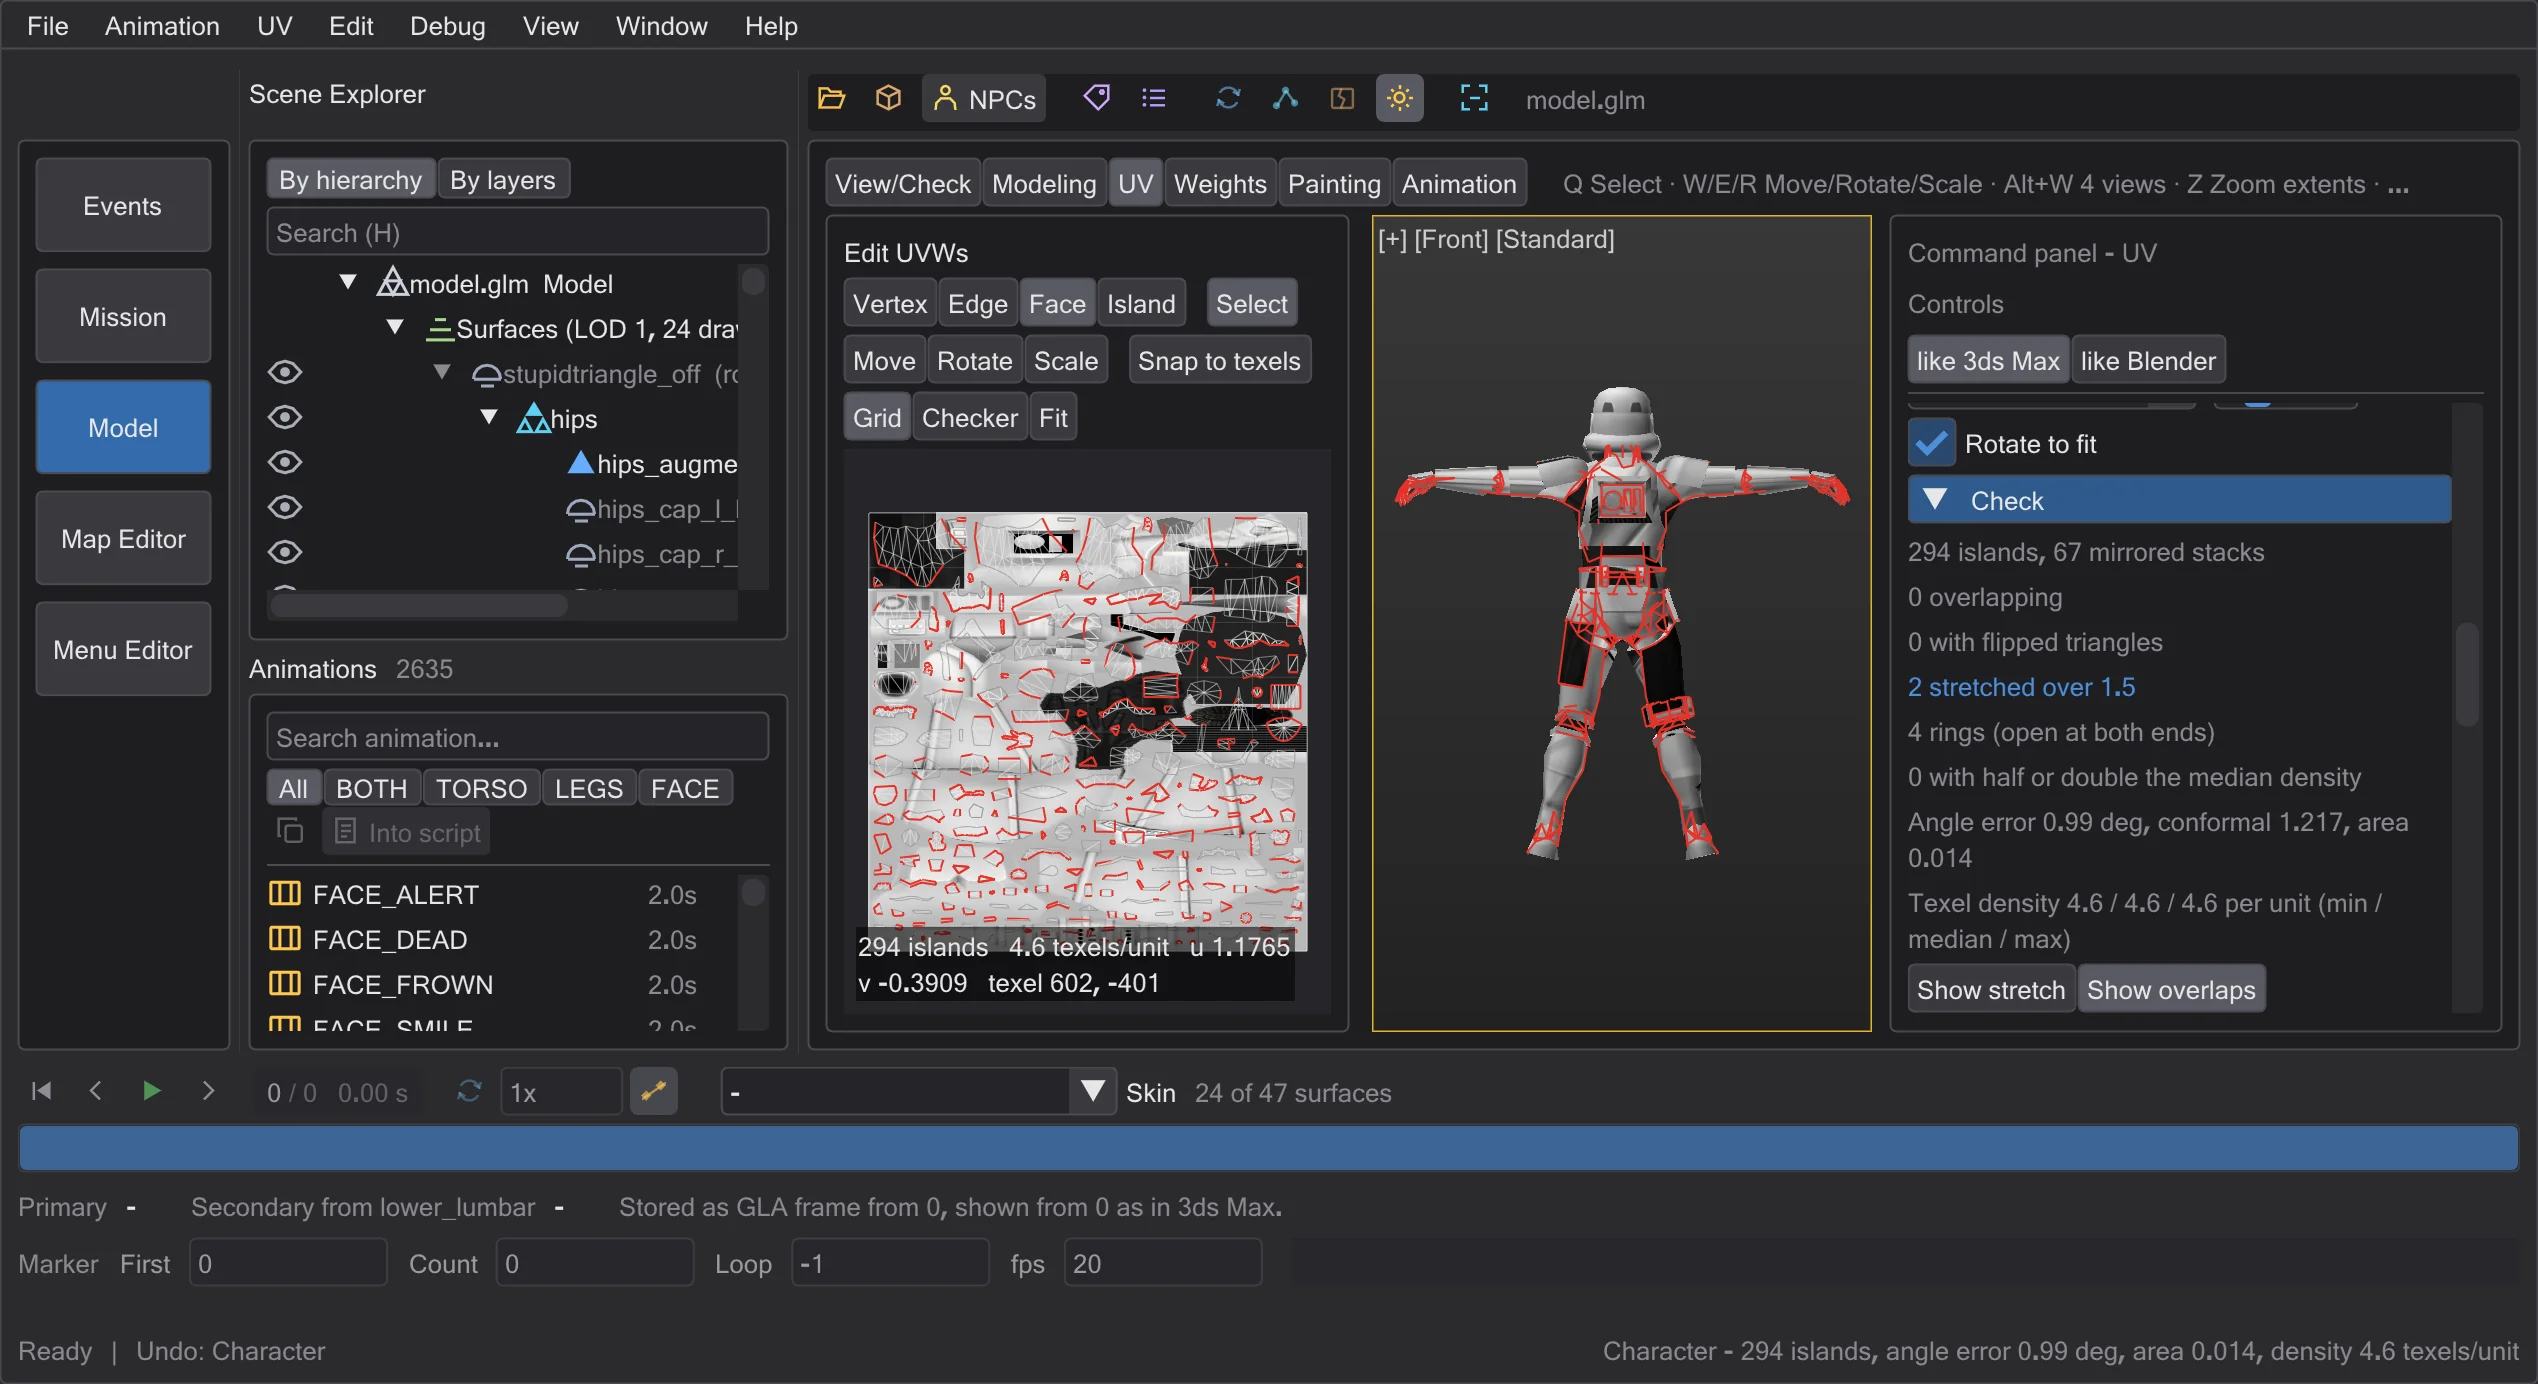 File Animation UV Edit Debug View Window Help
Scene Explorer
NPCs
model.glm
Events
Mission
Model
Map Editor
Menu Editor
By hierarchy By layers
Search (H)
model.glm Model
Surfaces (LOD 1, 24 dra
stupidtriangle_off (ro
hips
hips_augme
hips_cap_l_
hips_cap_r_
Animations 2635
Search animation...
All BOTH TORSO LEGS FACE
Into script
FACE_ALERT 2.0s
FACE_DEAD 2.0s
FACE_FROWN 2.0s
FACE_SMILE 2.0s
View/Check Modeling UV Weights Painting Animation
Q Select · W/E/R Move/Rotate/Scale · Alt+W 4 views · Z Zoom extents · ...
Edit UVWs
Vertex Edge Face Island Select
Move Rotate Scale Snap to texels
Grid Checker Fit
294 islands 4.6 texels/unit u 1.1765
v -0.3909 texel 602, -401
[+] [Front] [Standard]
Command panel - UV
Controls
like 3ds Max like Blender
Rotate to fit
Check
294 islands, 67 mirrored stacks
0 overlapping
0 with flipped triangles
2 stretched over 1.5
4 rings (open at both ends)
0 with half or double the median density
Angle error 0.99 deg, conformal 1.217, area
0.014
Texel density 4.6 / 4.6 / 4.6 per unit (min /
median / max)
Show stretch Show overlaps
0 / 0 0.00 s
1x
-
Skin 24 of 47 surfaces
Primary - Secondary from lower_lumbar - Stored as GLA frame from 0, shown from 0 as in 3ds Max.
Marker First 0 Count 0 Loop -1 fps 20
Ready | Undo: Character
Character - 294 islands, angle error 0.99 deg, area 0.014, density 4.6 texels/unit